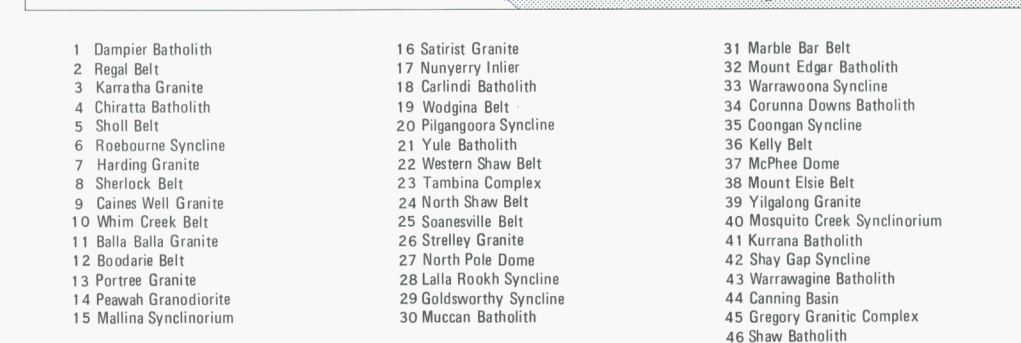 1 Dampier Batholith
2 Regal Belt
3 Karratha Granite
4 Chiratta Batholith
5 Sholl Belt
6 Roebourne Syncline
7 Harding Granite
8 Sherlock Belt
9 Caines Well Granite
10 Whim Creek Belt
11 Balla Balla Granite
12 Boodarie Belt
13 Portree Granite
14 Peawah Granodiorite
15 Mallina Synclinorium
16 Satirist Granite
17 Nunyerry Inlier
18 Carlindi Batholith
19 Wodgina Belt
20 Pilgangoora Syncline
21 Yule Batholith
22 Western Shaw Belt
23 Tambina Complex
24 North Shaw Belt
25 Soanesville Belt
26 Strelley Granite
27 North Pole Dome
28 Lalla Rookh Syncline
29 Goldsworthy Syncline
30 Muccan Batholith
31 Marble Bar Belt
32 Mount Edgar Batholith
33 Warrawoona Syncline
34 Corunna Downs Batholith
35 Coongan Syncline
36 Kelly Belt
37 McPhee Dome
38 Mount Elsie Belt
39 Yilgalong Granite
40 Mosquito Creek Synclinorium
41 Kurrana Batholith
42 Shay Gap Syncline
43 Warrawagine Batholith
44 Canning Basin
45 Gregory Granitic Complex
46 Shaw Batholith